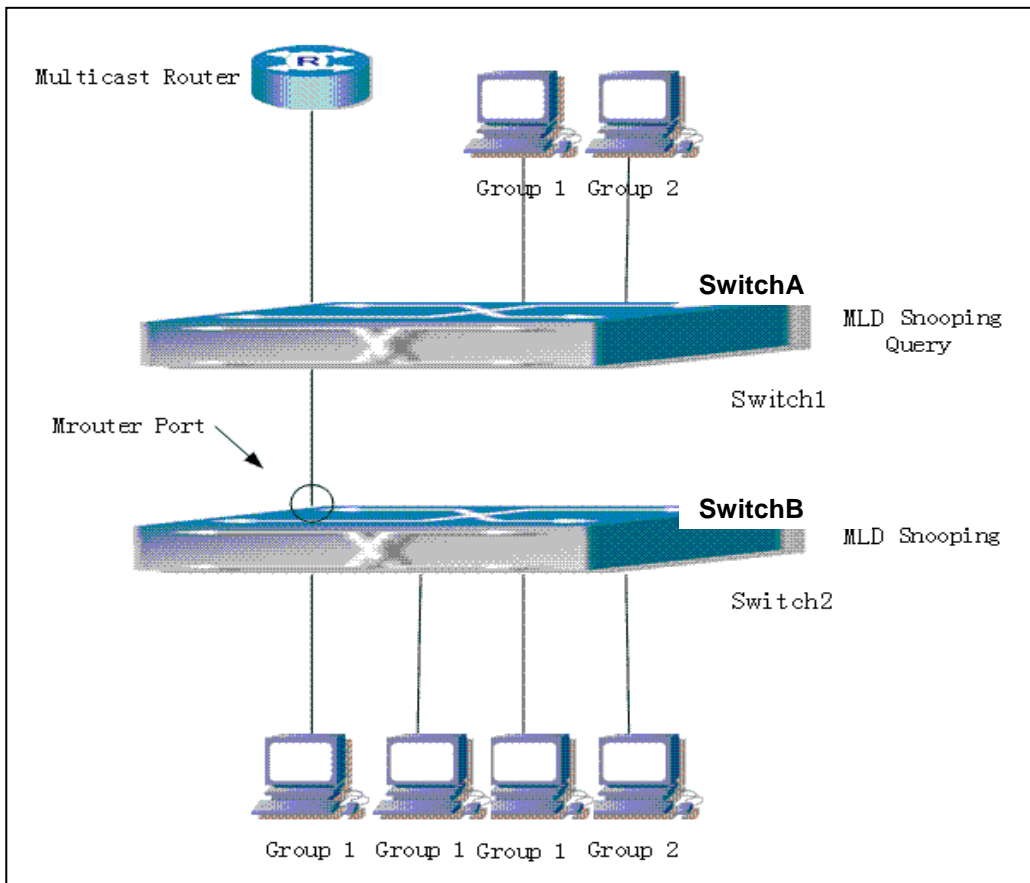 R
Multicast Router
Group 1 Group 2
SwitchA
MLD Snooping
Query
Switch1
Mrouter Port
SwitchB
MLD Snooping
Switch2
Group 1 Group 1 Group 1 Group 2